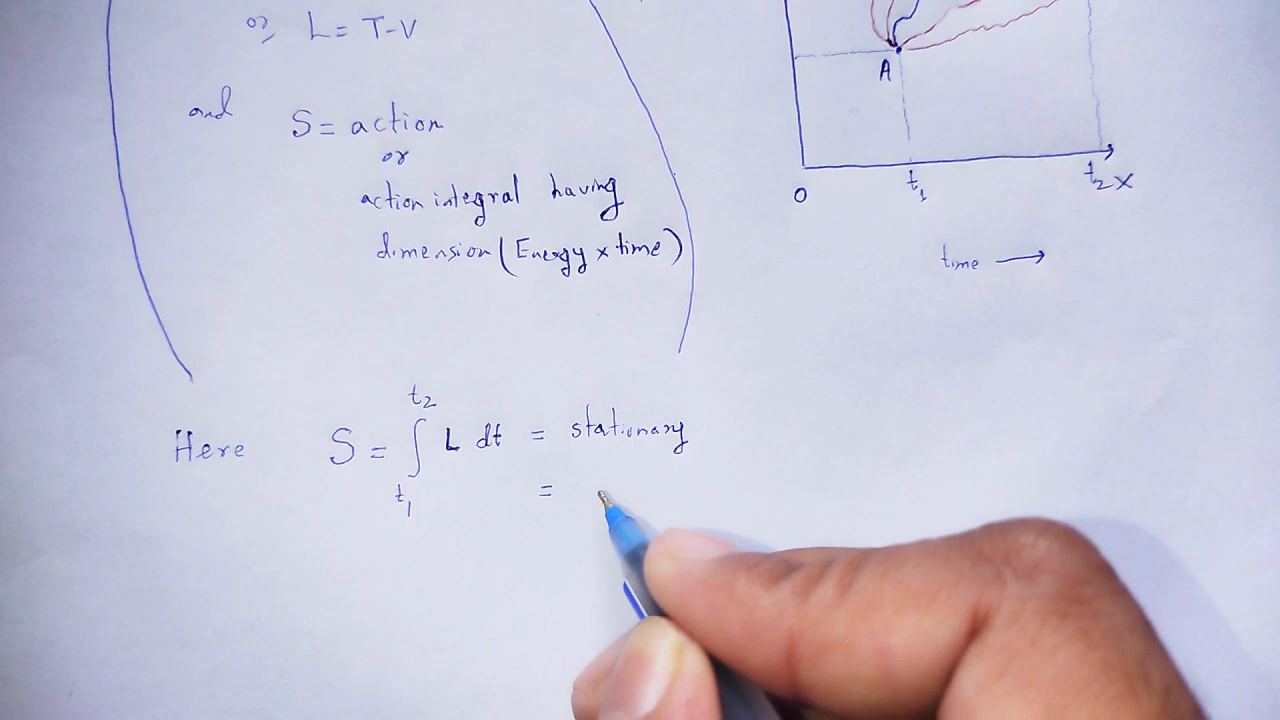 or, L = T-V
and S = action
or
action integral having
dimension (Energy x time)
A
0 t₁ t₂ X
time →
t₂
Here S = ∫ L dt = stationary
t₁ =